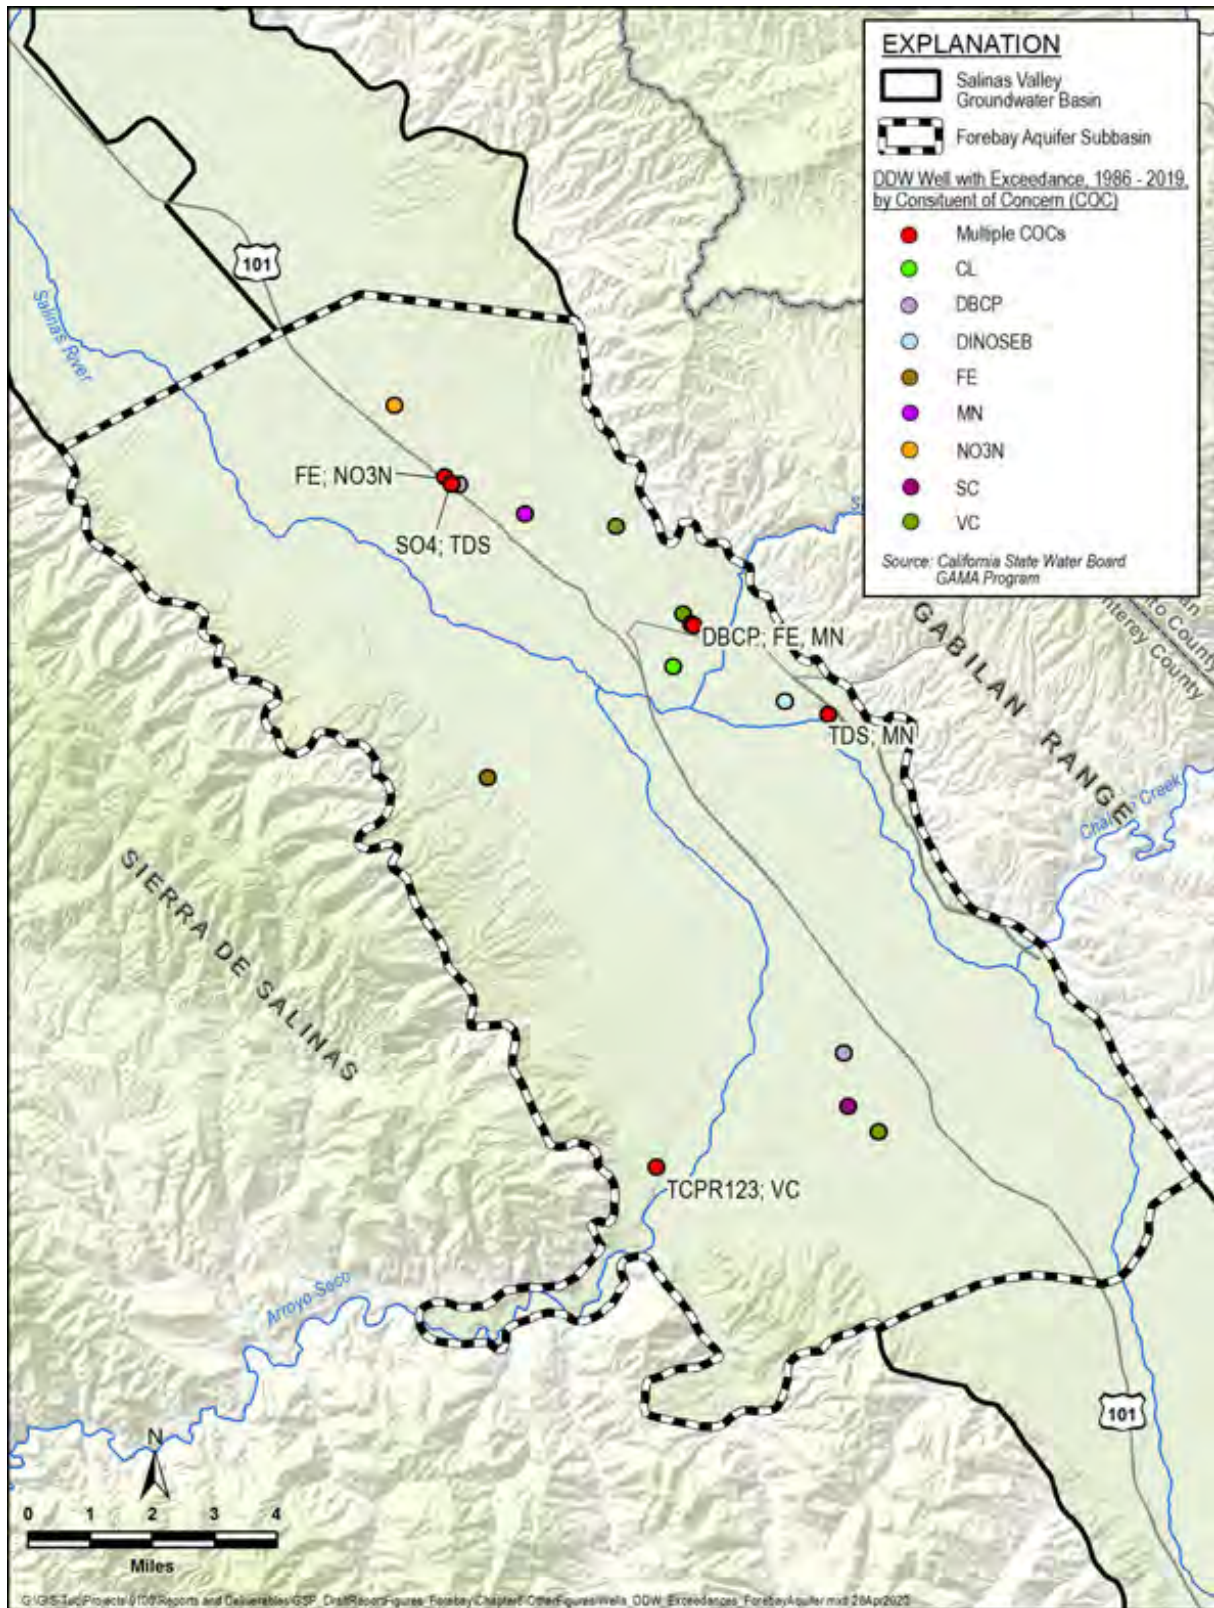 EXPLANATION
Salinas Valley
Groundwater Basin
Forebay Aquifer Subbasin
DDW Well with Exceedance, 1986 - 2019,
by Consituent of Concern (COC)
Multiple COCs
CL
DBCP
DINOSEB
FE
MN
NO3N
SC
VC
Source: California State Water Board
GAMA Program
101
Salinas River
FE; NO3N
SO4; TDS
DBCP; FE, MN
TDS, MN
GABILAN RANGE
County
Monterey County
Creek
SIERRA DE SALINAS
TCPR123; VC
Arroyo Seco
101
N
0 1 2 3 4
Miles